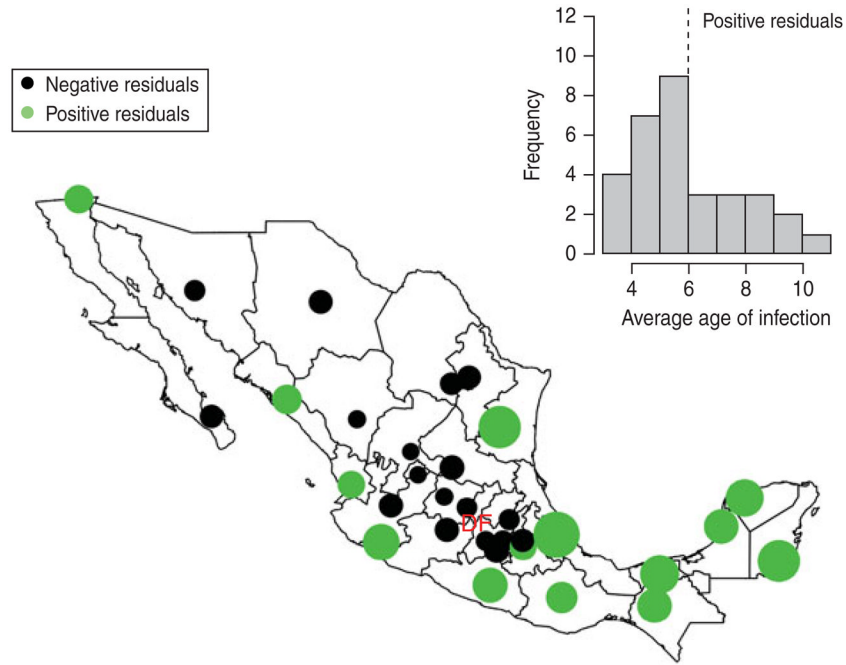 Negative residuals
Positive residuals
12
10
8
6
4
2
0
Frequency
Positive residuals
4 6 8 10
Average age of infection
DF